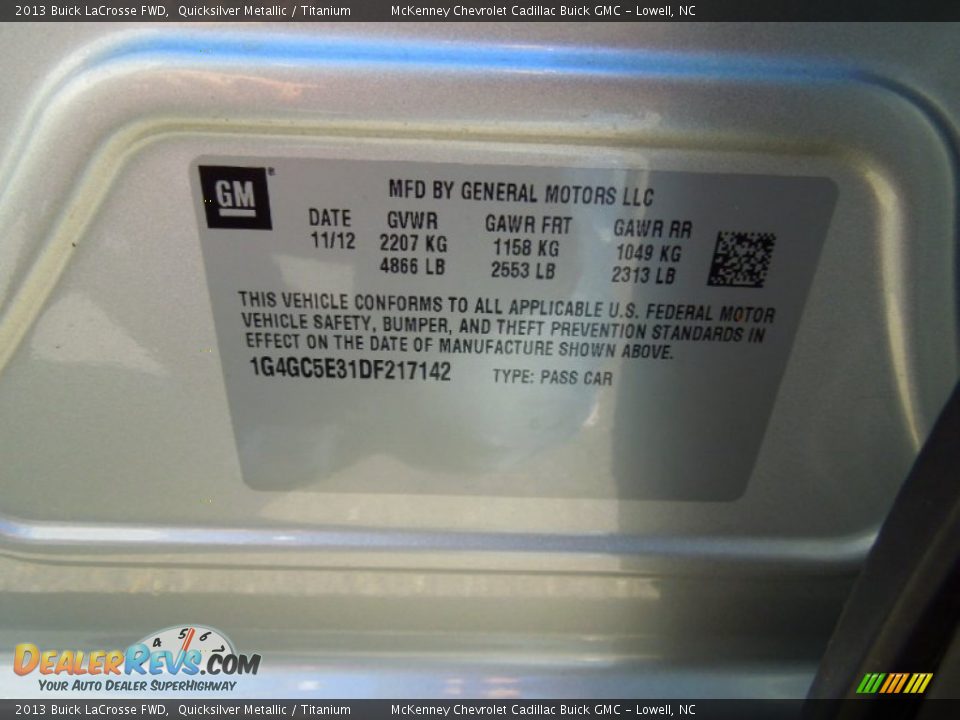 2013 Buick LaCrosse FWD, Quicksilver Metallic / Titanium McKenney Chevrolet Cadillac Buick GMC - Lowell, NC
GM®
MFD BY GENERAL MOTORS LLC
DATE GVWR GAWR FRT GAWR RR
11/12 2207 KG 1158 KG 1049 KG
4866 LB 2553 LB 2313 LB
THIS VEHICLE CONFORMS TO ALL APPLICABLE U.S. FEDERAL MOTOR
VEHICLE SAFETY, BUMPER, AND THEFT PREVENTION STANDARDS IN
EFFECT ON THE DATE OF MANUFACTURE SHOWN ABOVE.
1G4GC5E31DF217142 TYPE: PASS CAR
4 5 6
DealerRevs.com
Your Auto Dealer SuperHighway
2013 Buick LaCrosse FWD, Quicksilver Metallic / Titanium McKenney Chevrolet Cadillac Buick GMC - Lowell, NC